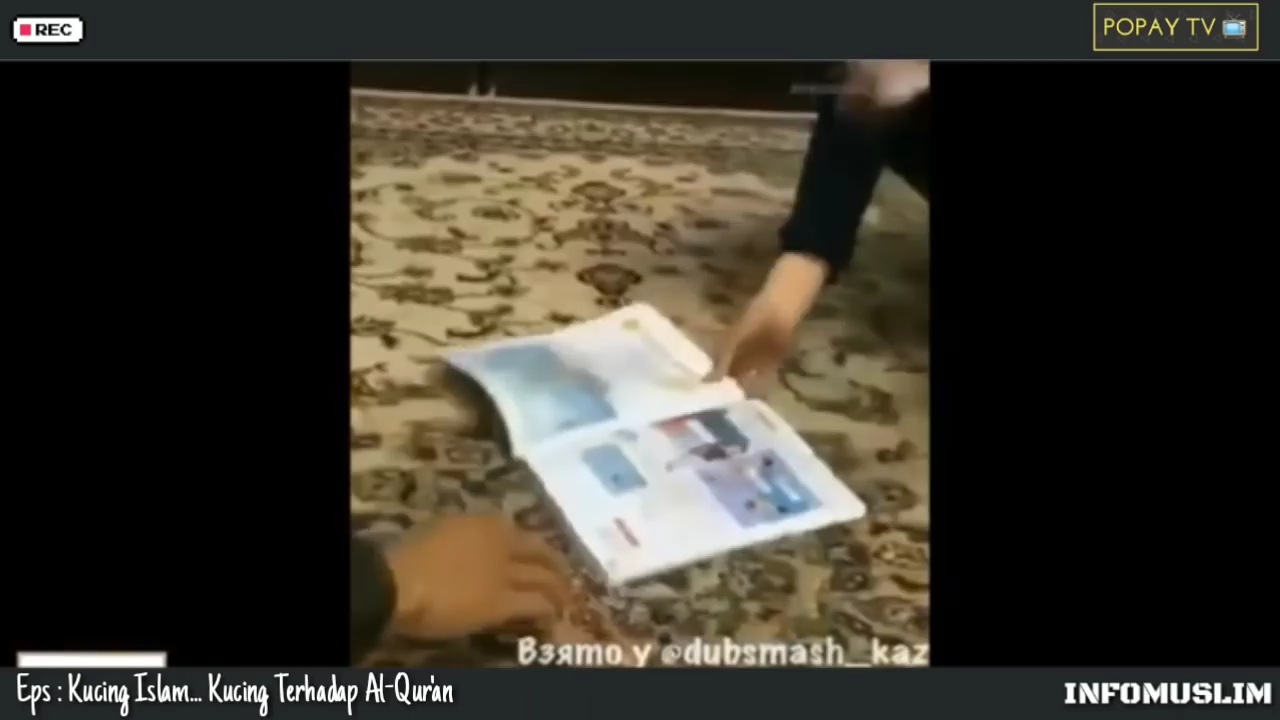 REC
POPAY TV
Взято у @dubsmash_kaz
Eps : Kucing Islam... Kucing Terhadap Al-Qur'an
INFOMUSLIM